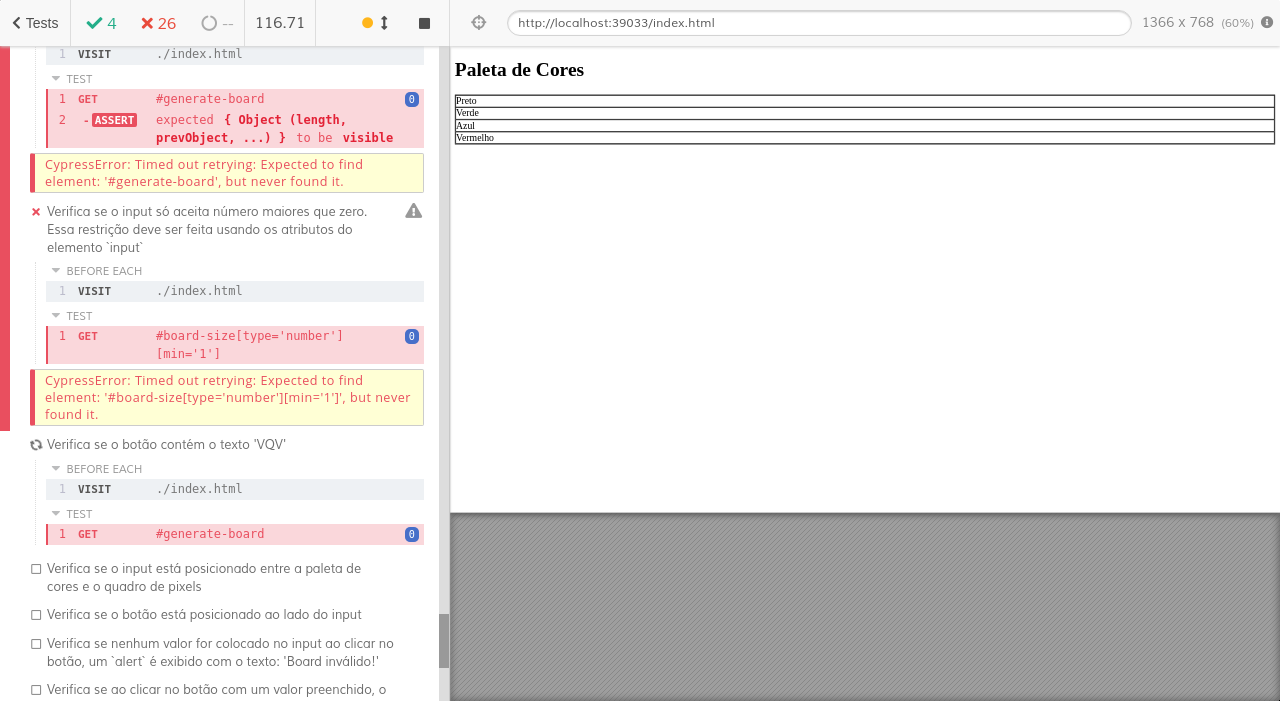 Tests
4
26
--
116.71
http://localhost:39033/index.html
1366 x 768 (60%)
1 VISIT ./index.html
TEST
1 GET #generate-board 0
2 -ASSERT expected { Object (length,
prevObject, ...) } to be visible
CypressError: Timed out retrying: Expected to find
element: '#generate-board', but never found it.
Verifica se o input só aceita número maiores que zero.
Essa restrição deve ser feita usando os atributos do
elemento `input`
BEFORE EACH
1 VISIT ./index.html
TEST
1 GET #board-size[type='number'] 0
[min='1']
CypressError: Timed out retrying: Expected to find
element: '#board-size[type='number'][min='1']', but never
found it.
Verifica se o botão contém o texto 'VQV'
BEFORE EACH
1 VISIT ./index.html
TEST
1 GET #generate-board 0
Verifica se o input está posicionado entre a paleta de
cores e o quadro de pixels
Verifica se o botão está posicionado ao lado do input
Verifica se nenhum valor for colocado no input ao clicar no
botão, um `alert` é exibido com o texto: 'Board inválido!'
Verifica se ao clicar no botão com um valor preenchido, o
Paleta de Cores
Preto
Verde
Azul
Vermelho